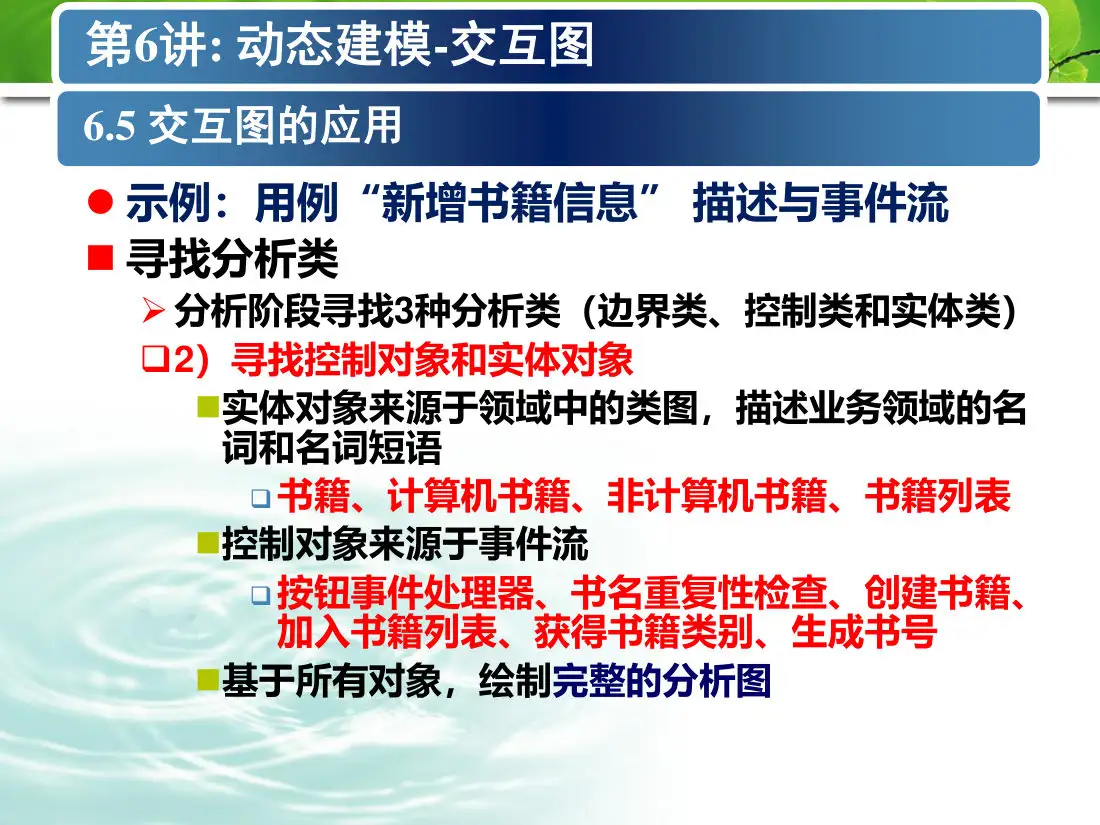 第6讲: 动态建模-交互图
6.5 交互图的应用
示例：用例“新增书籍信息” 描述与事件流
寻找分析类
分析阶段寻找3种分析类（边界类、控制类和实体类）
2）寻找控制对象和实体对象
实体对象来源于领域中的类图，描述业务领域的名
词和名词短语
书籍、计算机书籍、非计算机书籍、书籍列表
控制对象来源于事件流
按钮事件处理器、书名重复性检查、创建书籍、
加入书籍列表、获得书籍类别、生成书号
基于所有对象，绘制完整的分析图